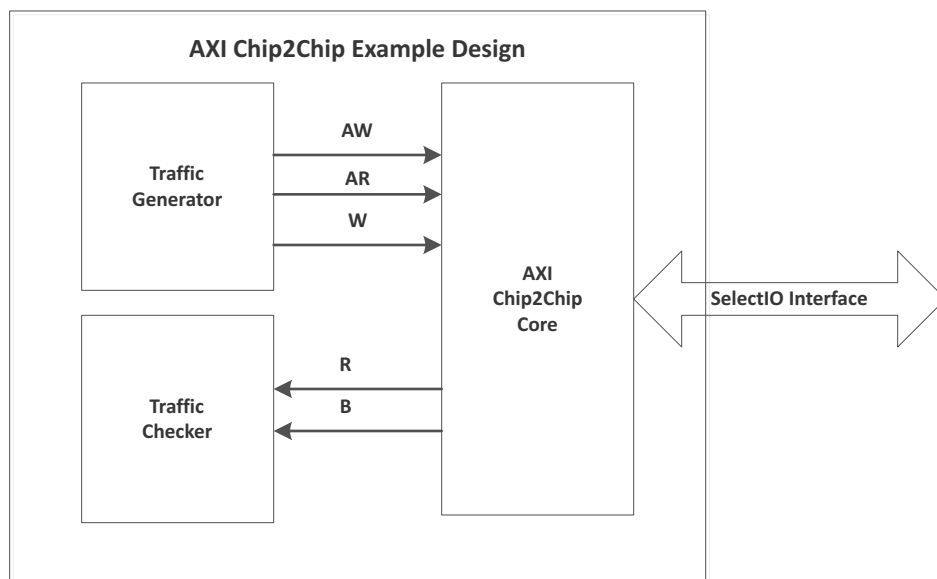 AXI Chip2Chip Example Design
Traffic
Generator
AW
AR
W
AXI
Chip2Chip
Core
SelectIO Interface
Traffic
Checker
R
B